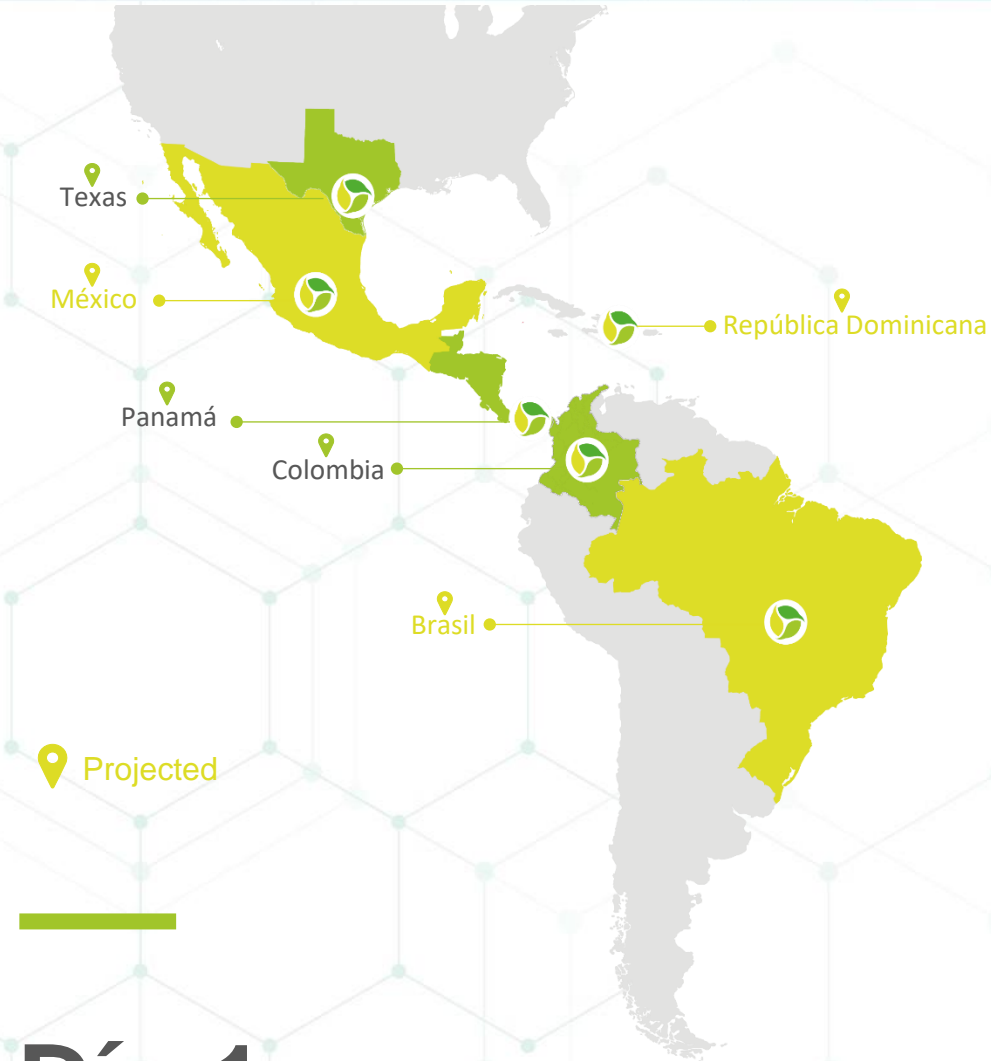 Texas
México
República Dominicana
Panamá
Colombia
Brasil
Projected